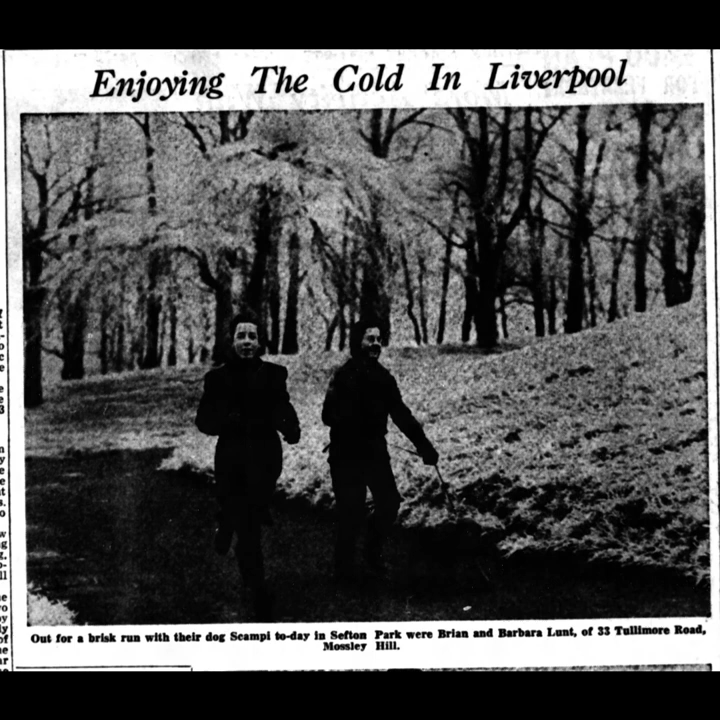 Enjoying The Cold In Liverpool
Out for a brisk run with their dog Scampi to-day in Sefton Park were Brian and Barbara Lunt, of 33 Tullimore Road,
Mossley Hill.